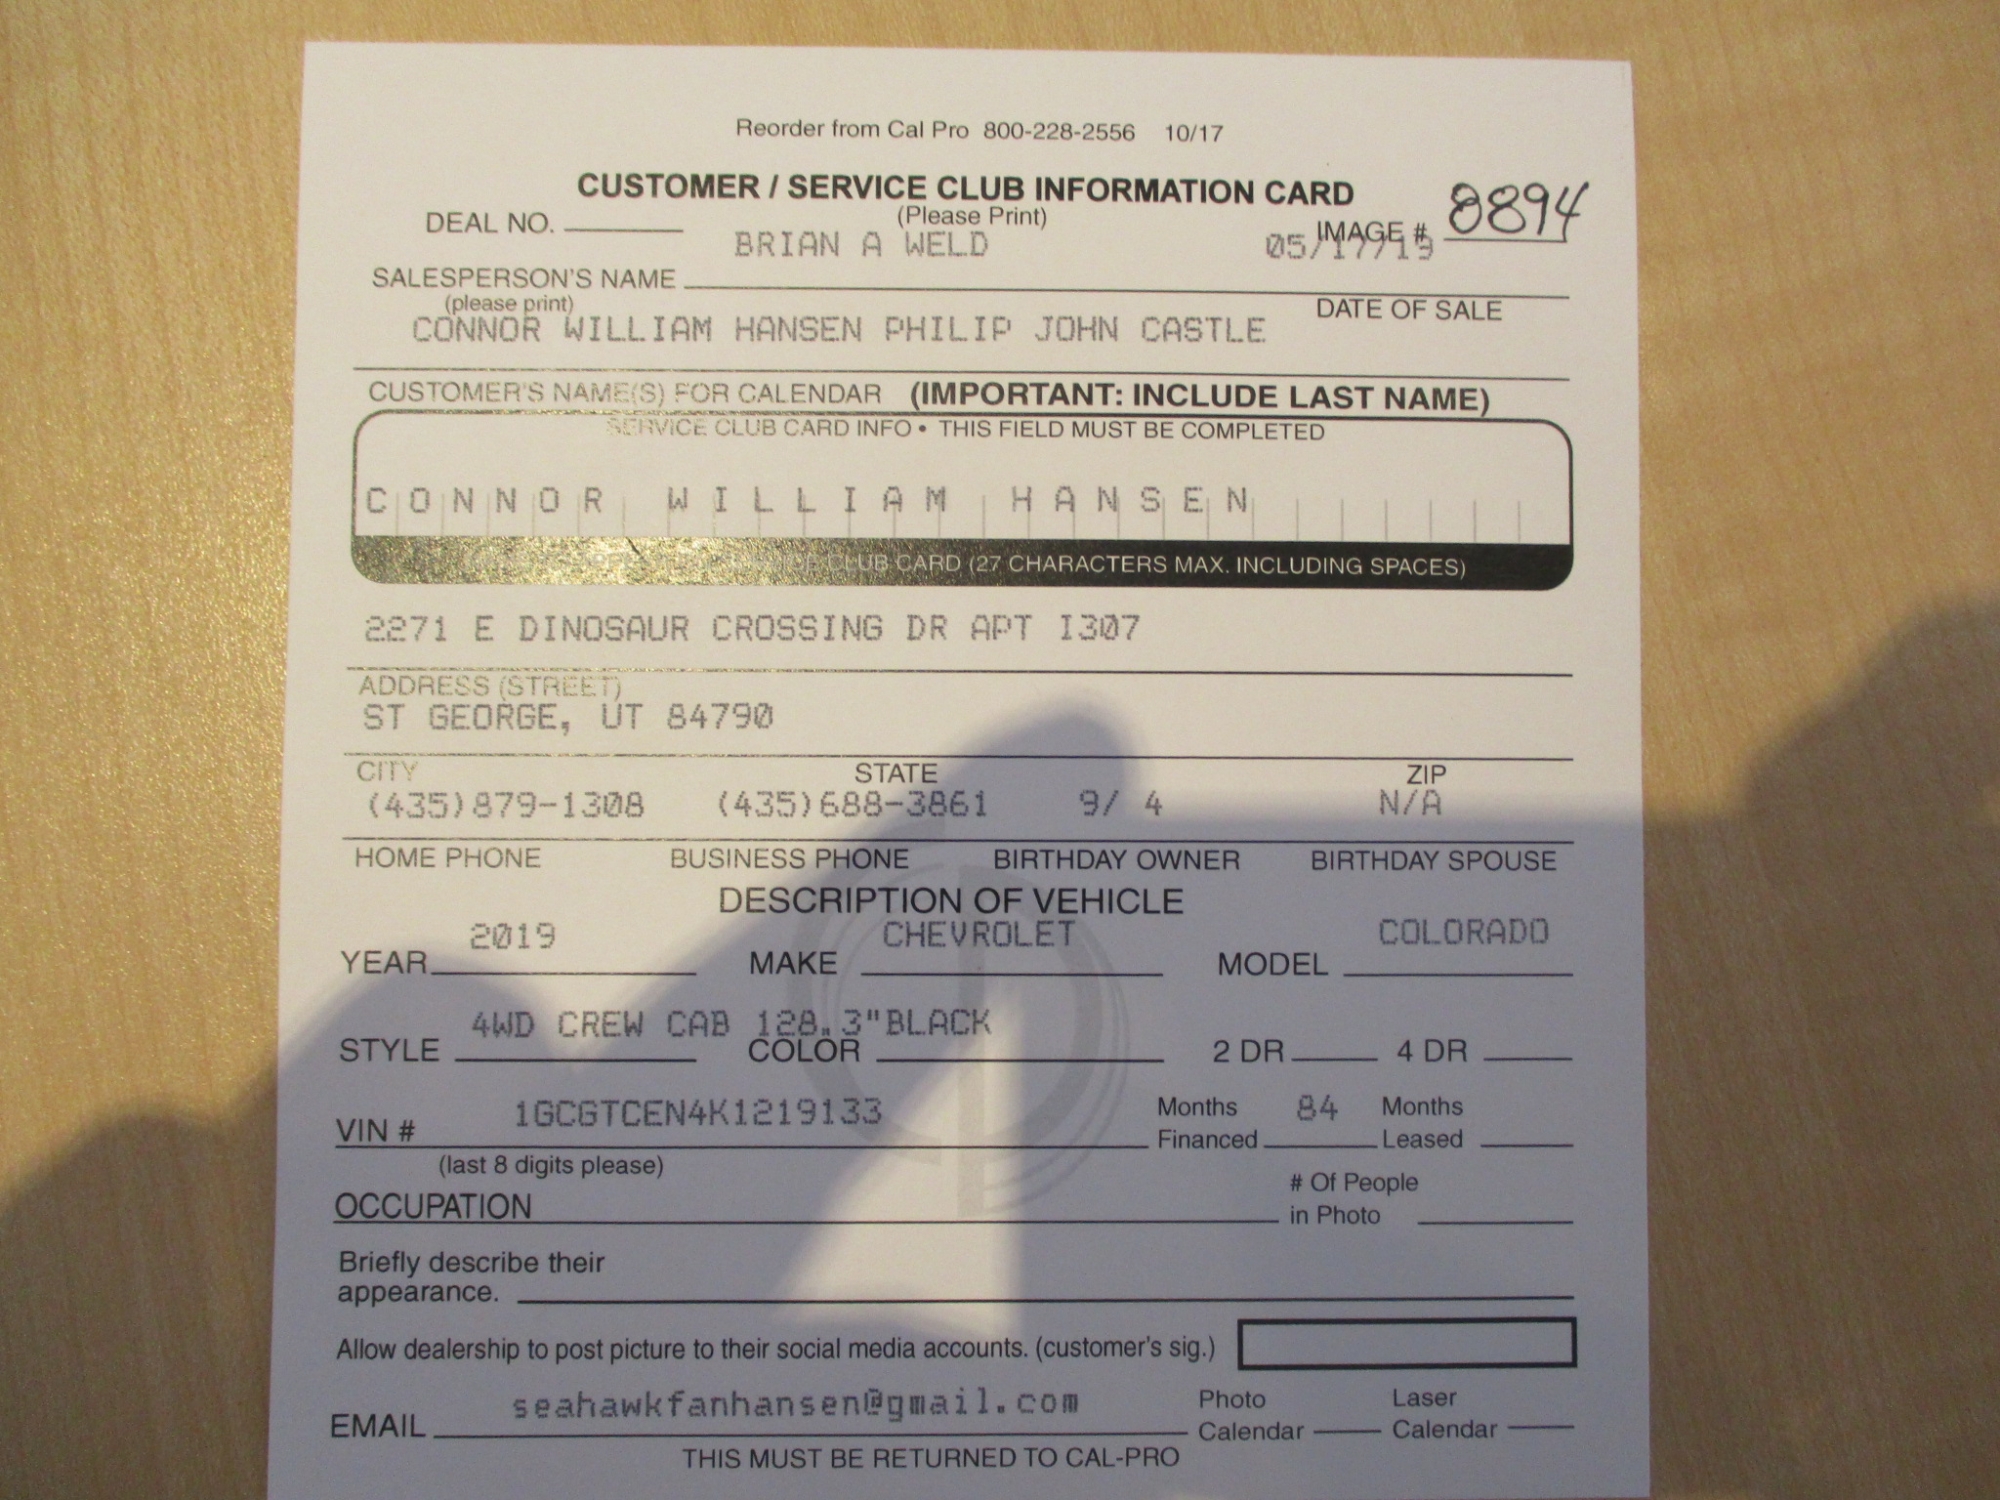 Reorder from Cal Pro 800-228-2556 10/17
CUSTOMER / SERVICE CLUB INFORMATION CARD
(Please Print)
DEAL NO. IMAGE # 8894
BRIAN A WELD 05/17/19
SALESPERSON'S NAME
(please print) DATE OF SALE
CONNOR WILLIAM HANSEN PHILIP JOHN CASTLE
CUSTOMER'S NAME(S) FOR CALENDAR (IMPORTANT: INCLUDE LAST NAME)
SERVICE CLUB CARD INFO • THIS FIELD MUST BE COMPLETED
CONNOR WILLIAM HANSEN
CLUB CARD (27 CHARACTERS MAX. INCLUDING SPACES)
2271 E DINOSAUR CROSSING DR APT I307
ADDRESS (STREET)
ST GEORGE, UT 84790
CITY STATE ZIP
(435)879-1308 (435)688-3861 9/ 4 N/A
HOME PHONE BUSINESS PHONE BIRTHDAY OWNER BIRTHDAY SPOUSE
DESCRIPTION OF VEHICLE
2019 CHEVROLET COLORADO
YEAR MAKE MODEL
4WD CREW CAB 128.3"BLACK
STYLE COLOR 2 DR 4 DR
1GCGTCEN4K1219133 Months 84 Months
VIN # Financed Leased
(last 8 digits please)
# Of People
OCCUPATION in Photo
Briefly describe their
appearance.
Allow dealership to post picture to their social media accounts. (customer's sig.)
seahawkfanhansen@gmail.com Photo Laser
EMAIL Calendar Calendar
THIS MUST BE RETURNED TO CAL-PRO